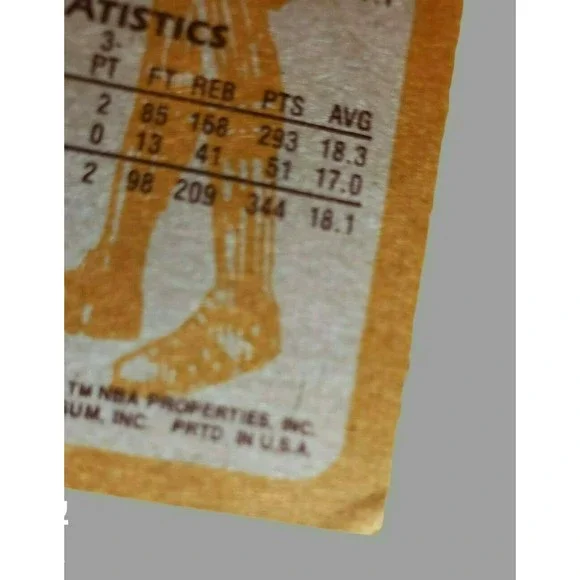 ATISTICS
3-
PT FT REB PTS AVG
2 85 168 293 18.3
0 13 41 51 17.0
2 98 209 344 18.1
TM NBA PROPERTIES, INC.
SUM, INC. PRTD. IN U.S.A.